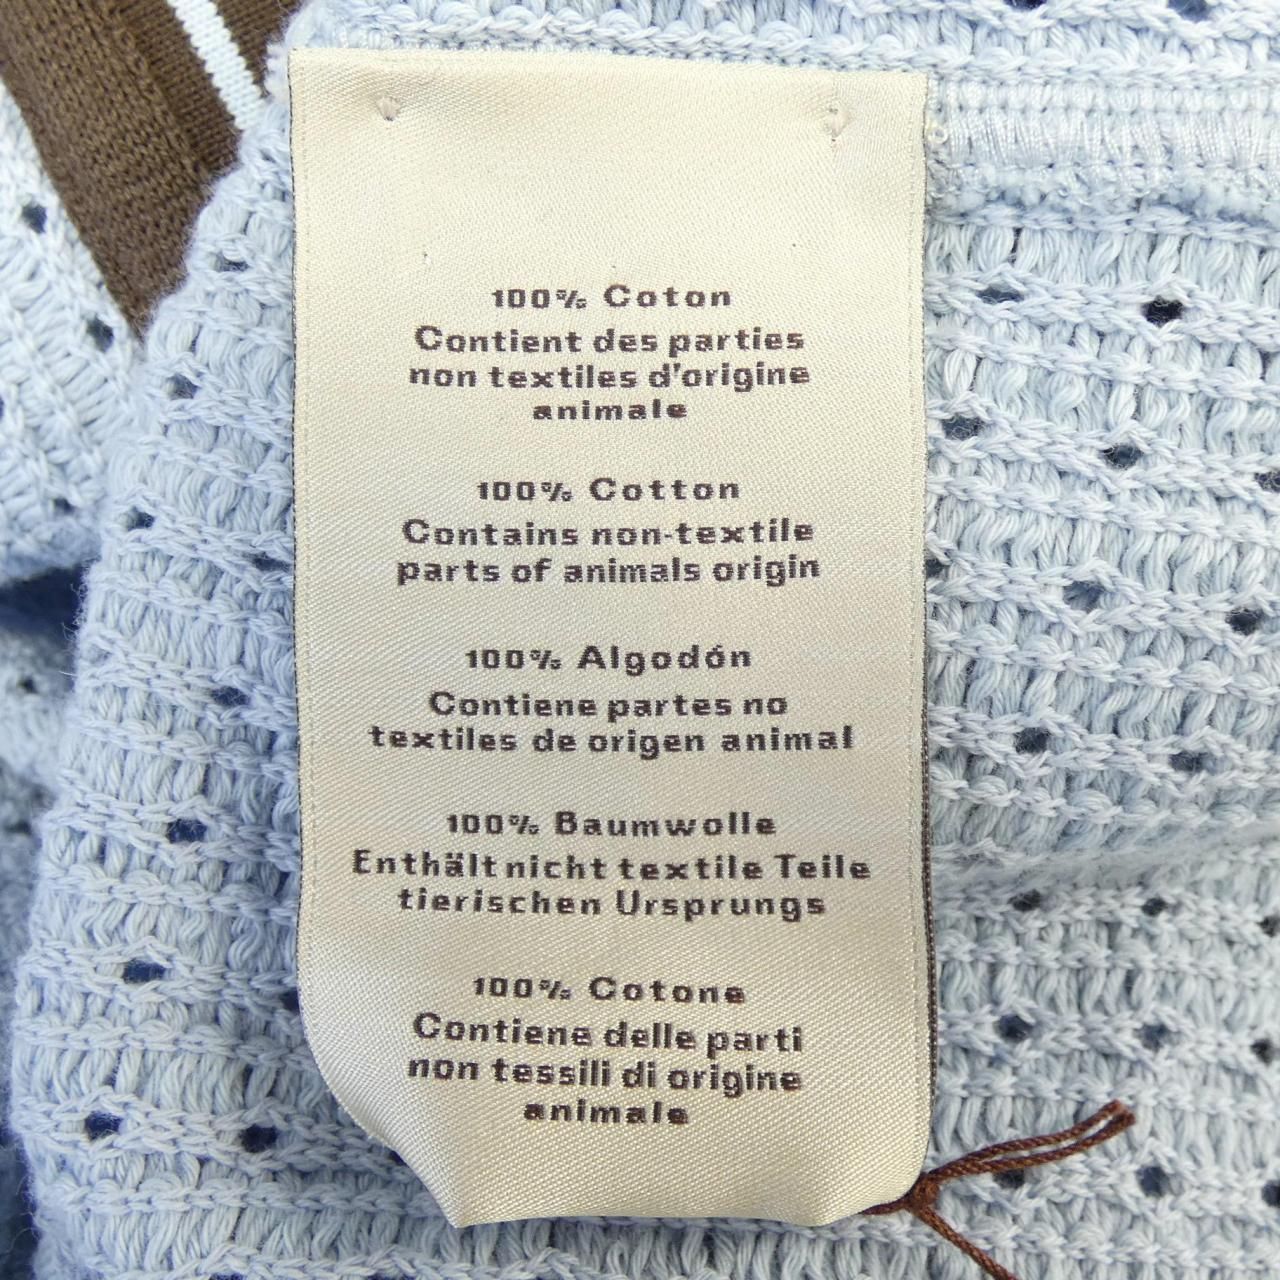 100% Coton
Contient des parties
non textiles d'origine
animale
100% Cotton
Contains non-textile
parts of animals origin
100% Algodón
Contiene partes no
textiles de origen animal
100% Baumwolle
Enthält nicht textile Teile
tierischen Ursprungs
100% Cotone
Contiene delle parti
non tessili di origine
animale